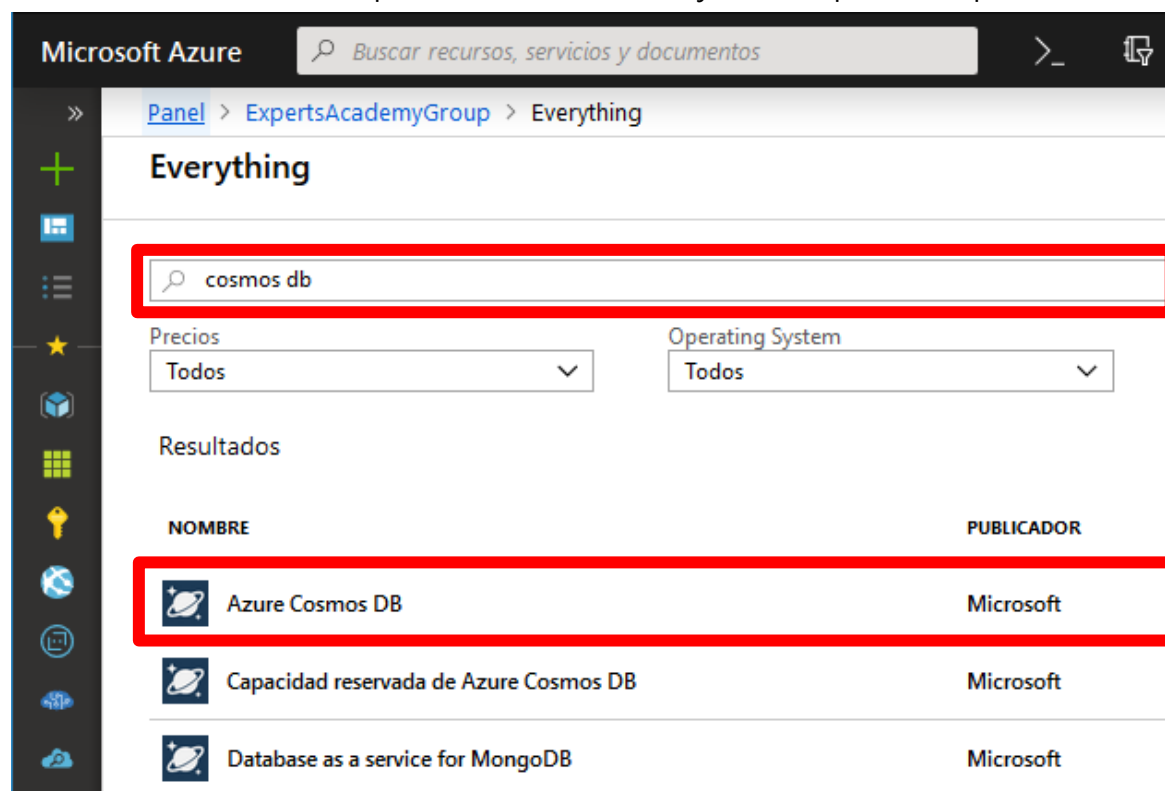 Microsoft Azure
Buscar recursos, servicios y documentos
Panel > ExpertsAcademyGroup > Everything
Everything
cosmos db
Precios Operating System
Todos Todos
Resultados
NOMBRE PUBLICADOR
Azure Cosmos DB Microsoft
Capacidad reservada de Azure Cosmos DB Microsoft
Database as a service for MongoDB Microsoft